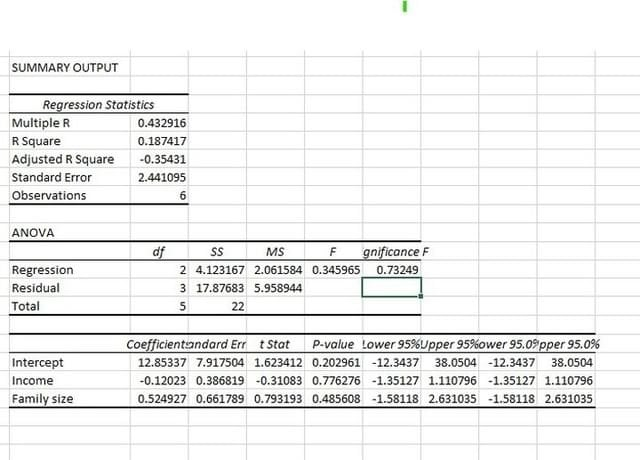 SUMMARY OUTPUT
Regression Statistics
Multiple R 0.432916
R Square 0.187417
Adjusted R Square -0.35431
Standard Error 2.441095
Observations 6
ANOVA
df SS MS F gnificance F
Regression 2 4.123167 2.061584 0.345965 0.73249
Residual 3 17.87683 5.958944
Total 5 22
Coefficients andard Err t Stat P-value Lower 95% Upper 95% ower 95.0% pper 95.0%
Intercept 12.85337 7.917504 1.623412 0.202961 -12.3437 38.0504 -12.3437 38.0504
Income -0.12023 0.386819 -0.31083 0.776276 -1.35127 1.110796 -1.35127 1.110796
Family size 0.524927 0.661789 0.793193 0.485608 -1.58118 2.631035 -1.58118 2.631035